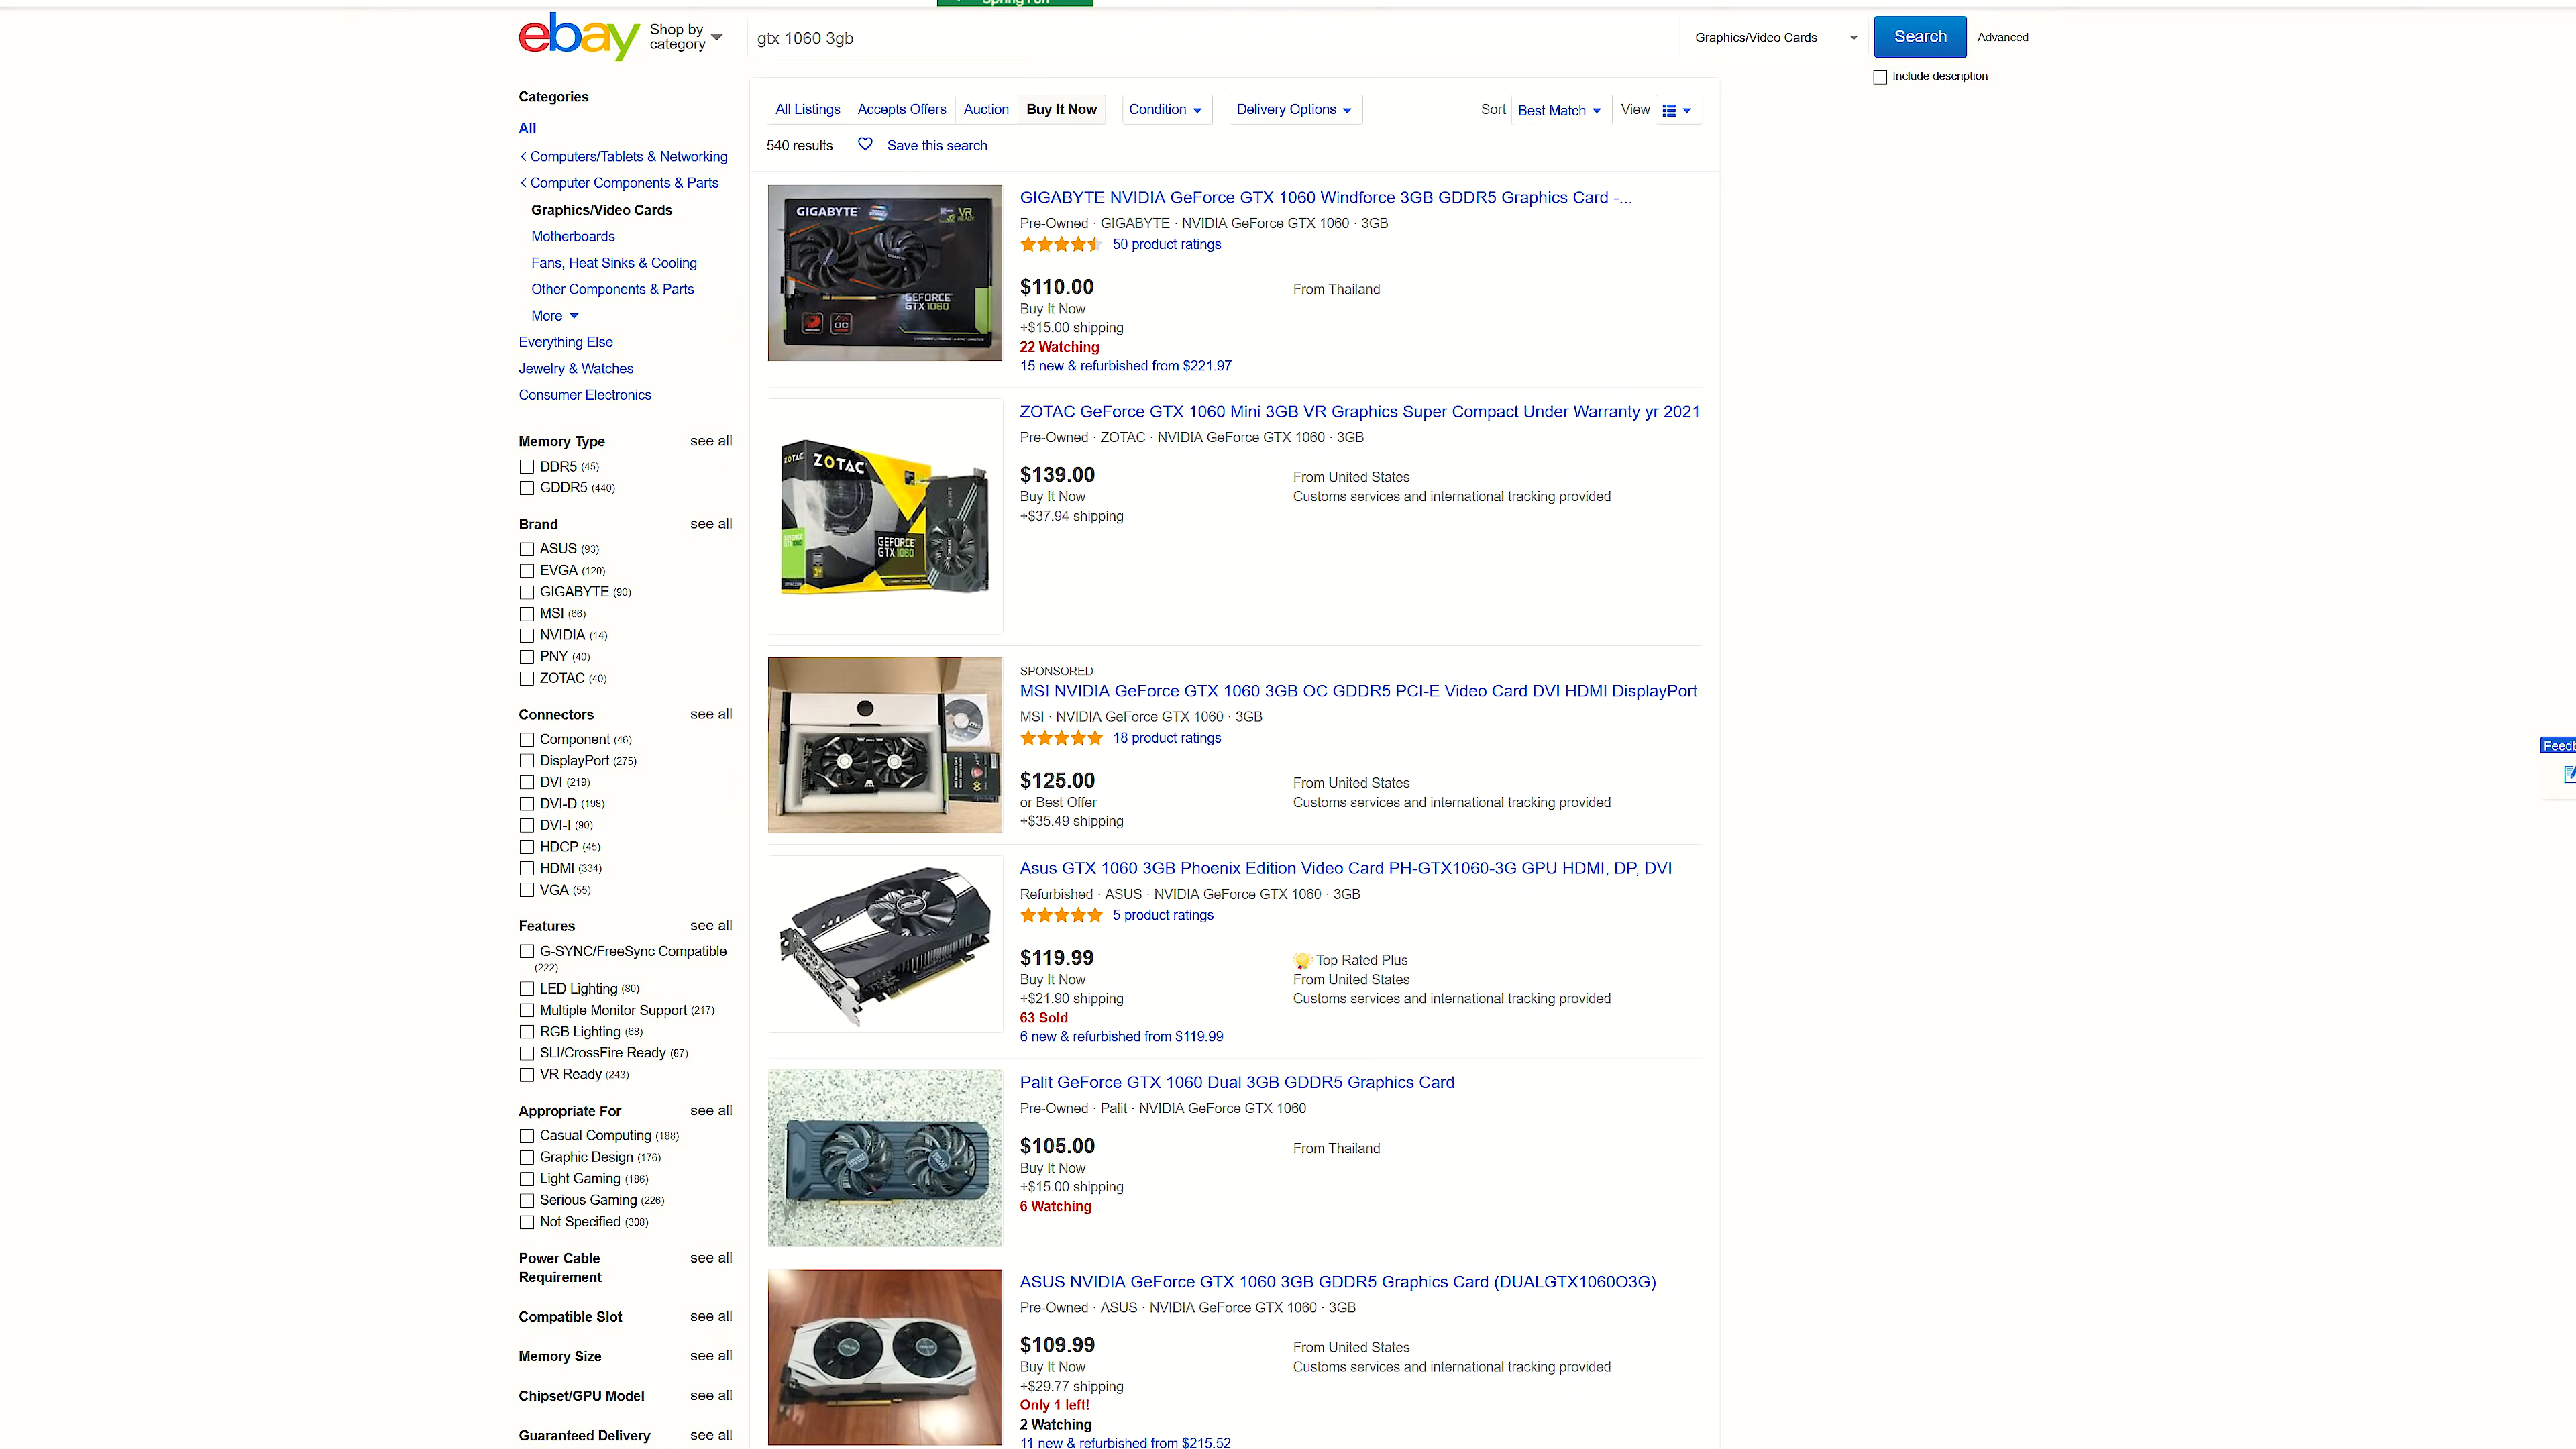 Spring Fun
ebay
Shop by
category
gtx 1060 3gb
Graphics/Video Cards
Search
Advanced
Include description
Categories
All
Computers/Tablets & Networking
Computer Components & Parts
Graphics/Video Cards
Motherboards
Fans, Heat Sinks & Cooling
Other Components & Parts
More
Everything Else
Jewelry & Watches
Consumer Electronics
Memory Type see all
DDR5 (45)
GDDR5 (440)
Brand see all
ASUS (93)
EVGA (120)
GIGABYTE (90)
MSI (66)
NVIDIA (14)
PNY (40)
ZOTAC (40)
Connectors see all
Component (46)
DisplayPort (275)
DVI (219)
DVI-D (198)
DVI-I (90)
HDCP (45)
HDMI (334)
VGA (55)
Features see all
G-SYNC/FreeSync Compatible
(222)
LED Lighting (80)
Multiple Monitor Support (217)
RGB Lighting (68)
SLI/CrossFire Ready (87)
VR Ready (243)
Appropriate For see all
Casual Computing (188)
Graphic Design (176)
Light Gaming (186)
Serious Gaming (226)
Not Specified (308)
Power Cable see all
Requirement
Compatible Slot see all
Memory Size see all
Chipset/GPU Model see all
Guaranteed Delivery see all
All Listings Accepts Offers Auction Buy It Now Condition Delivery Options Sort Best Match View
540 results Save this search
GIGABYTE
VR
READY
GEFORCE
GTX 1060
OC
GIGABYTE NVIDIA GeForce GTX 1060 Windforce 3GB GDDR5 Graphics Card -...
Pre-Owned · GIGABYTE · NVIDIA GeForce GTX 1060 · 3GB
50 product ratings
$110.00 From Thailand
Buy It Now
+$15.00 shipping
22 Watching
15 new & refurbished from $221.97
ZOTAC
ZOTAC
GEFORCE
GTX 1060
ZOTAC GeForce GTX 1060 Mini 3GB VR Graphics Super Compact Under Warranty yr 2021
Pre-Owned · ZOTAC · NVIDIA GeForce GTX 1060 · 3GB
$139.00 From United States
Buy It Now Customs services and international tracking provided
+$37.94 shipping
SPONSORED
MSI NVIDIA GeForce GTX 1060 3GB OC GDDR5 PCI-E Video Card DVI HDMI DisplayPort
MSI · NVIDIA GeForce GTX 1060 · 3GB
18 product ratings
$125.00 From United States
or Best Offer Customs services and international tracking provided
+$35.49 shipping
Asus GTX 1060 3GB Phoenix Edition Video Card PH-GTX1060-3G GPU HDMI, DP, DVI
Refurbished · ASUS · NVIDIA GeForce GTX 1060 · 3GB
5 product ratings
$119.99 Top Rated Plus
Buy It Now From United States
+$21.90 shipping Customs services and international tracking provided
63 Sold
6 new & refurbished from $119.99
Palit GeForce GTX 1060 Dual 3GB GDDR5 Graphics Card
Pre-Owned · Palit · NVIDIA GeForce GTX 1060
$105.00 From Thailand
Buy It Now
+$15.00 shipping
6 Watching
ASUS NVIDIA GeForce GTX 1060 3GB GDDR5 Graphics Card (DUALGTX1060O3G)
Pre-Owned · ASUS · NVIDIA GeForce GTX 1060 · 3GB
$109.99 From United States
Buy It Now Customs services and international tracking provided
+$29.77 shipping
Only 1 left!
2 Watching
11 new & refurbished from $215.52
Feedb